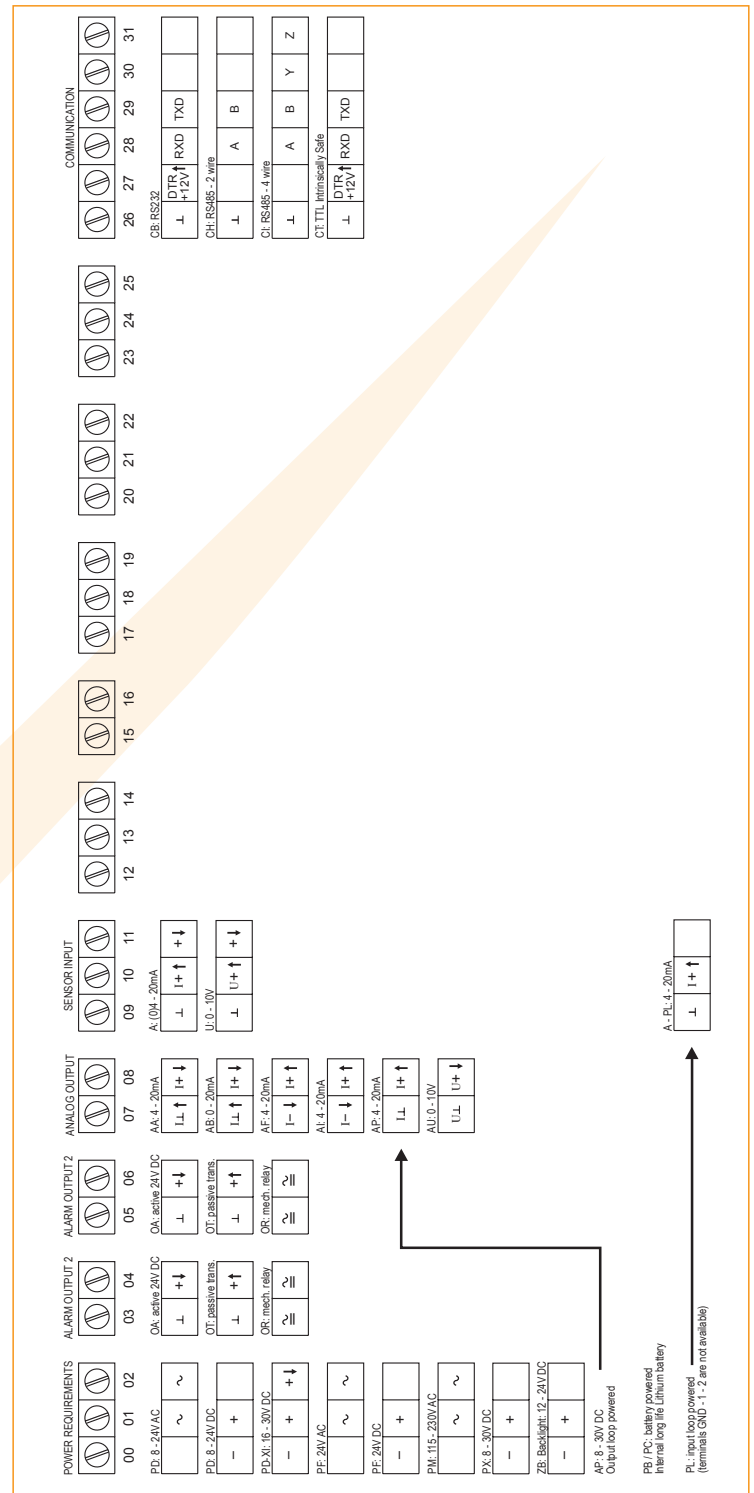 POWER REQUIREMENTS
00 01 02
PD: 8 - 24V AC
~ ~
PD: 8 - 24V DC
– +
PD-XI: 16 - 30V DC
– + +↓
PF: 24V AC
~ ~
PF: 24V DC
– +
PM: 115 - 230V AC
~ ~
PX: 8 - 30V DC
– +
ZB: Backlight: 12 - 24V DC
– +
AP: 8 - 30V DC
Output loop powered
PB / PC: battery powered
Internal long life Lithium battery
PL: input loop powered
(terminals GND - 1 - 2 are not available)
ALARM OUTPUT 2
03 04
OA: active 24V DC
⊥ +↓
OT: passive trans.
⊥ +↑
OR: mech. relay
≂ ≂
ALARM OUTPUT 2
05 06
OA: active 24V DC
⊥ +↓
OT: passive trans.
⊥ +↑
OR: mech. relay
≂ ≂
ANALOG OUTPUT
07 08
AA: 4 - 20mA
I⊥↑ I+↓
AB: 0 - 20mA
I⊥↑ I+↓
AF: 4 - 20mA
I–↓ I+↑
AI: 4 - 20mA
I–↓ I+↑
AP: 4 - 20mA
I⊥ I+↑
AU: 0 - 10V
U⊥ U+↓
SENSOR INPUT
09 10 11
A: (0)4 - 20mA
⊥ I+↑ +↓
U: 0 - 10V
⊥ U+↑ +↓
A - PL: 4 - 20mA
⊥ I+↑
12 13 14
15 16
17 18 19
20 21 22
23 24 25
COMMUNICATION
26 27 28 29 30 31
CB: RS232
⊥ DTR +12V↑ RXD TXD
CH: RS485 - 2 wire
⊥ A B
CI: RS485 - 4 wire
⊥ A B Y Z
CT: TTL Intrinsically Safe
⊥ DTR +12V↑ RXD TXD